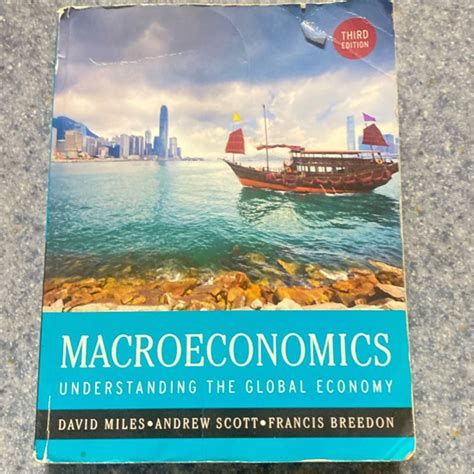 THIRD
EDITION
MACROECONOMICS
UNDERSTANDING THE GLOBAL ECONOMY
DAVID MILES•ANDREW SCOTT•FRANCIS BREEDON